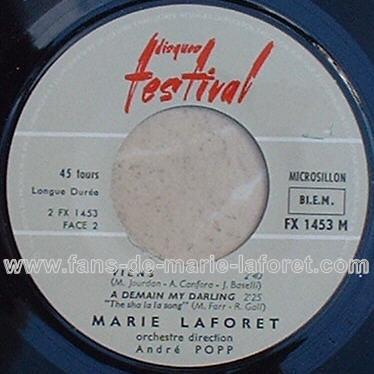 disques
festival
45 tours
Longue Durée
MICROSILLON
BI.E.M.
2 FX 1453
FACE 2
FX 1453 M
www.fans-de-marie-laforet.com
VIENS
(M. Jourdan - A. Canfora - J. Baselli)
A DEMAIN MY DARLING 2'25
"The sha la la song" (M. Farr - R. Gall)
MARIE LAFORET
orchestre direction
André POPP